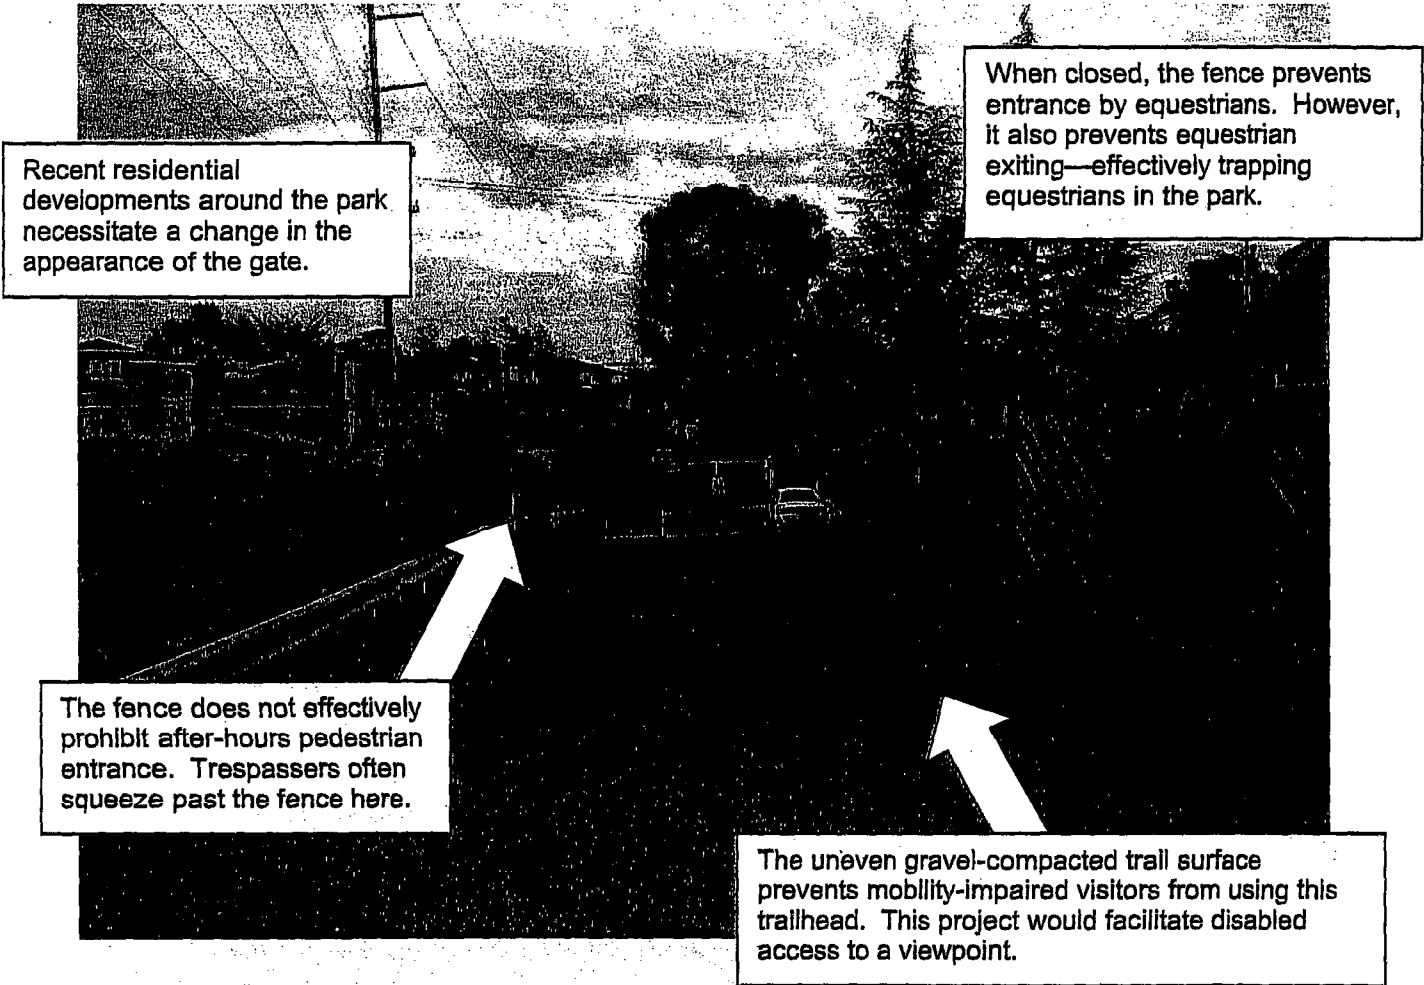 When closed, the fence prevents
entrance by equestrians. However,
it also prevents equestrian
exiting—effectively trapping
equestrians in the park.
Recent residential
developments around the park
necessitate a change in the
appearance of the gate.
The fence does not effectively
prohibit after-hours pedestrian
entrance. Trespassers often
squeeze past the fence here.
The uneven gravel-compacted trail surface
prevents mobility-impaired visitors from using this
trailhead. This project would facilitate disabled
access to a viewpoint.